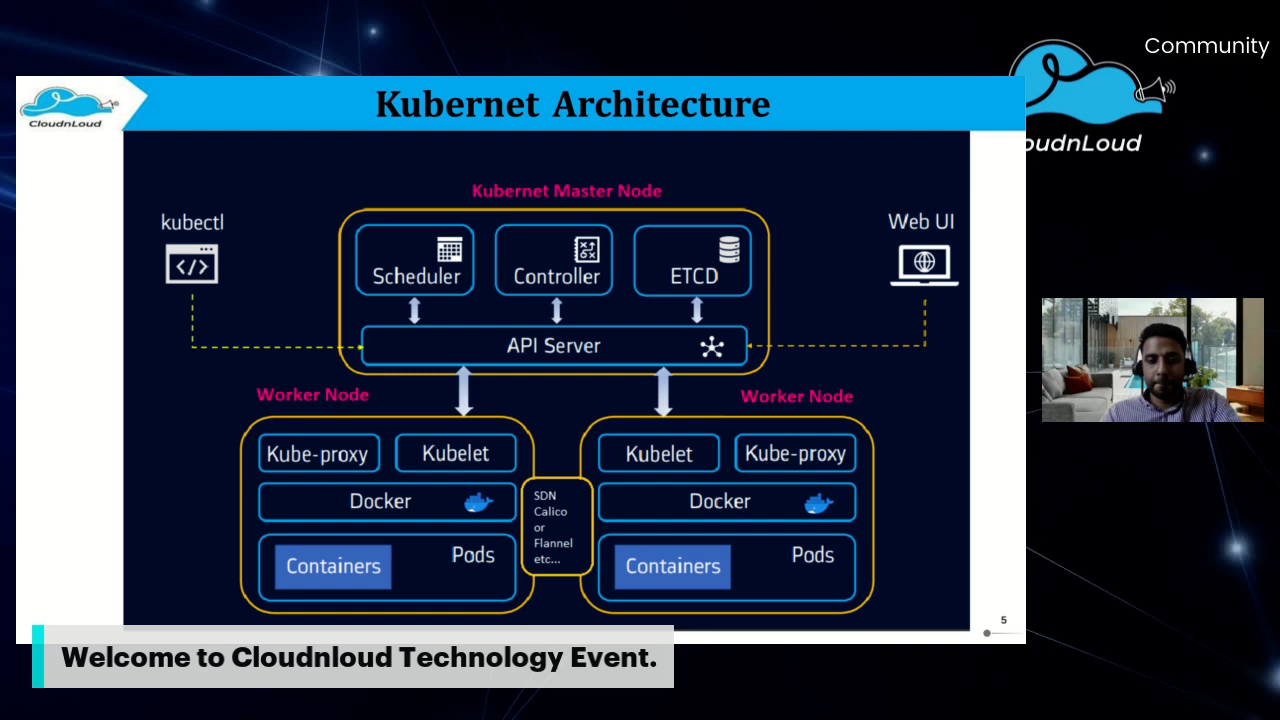 Community
CloudnLoud
Kubernet Architecture
oudnLoud
Kubernet Master Node
kubectl
Web UI
Scheduler
Controller
ETCD
API Server
Worker Node
Worker Node
Kube-proxy
Kubelet
Kubelet
Kube-proxy
Docker
Docker
SDN
Calico
or
Flannel
etc...
Containers
Pods
Containers
Pods
5
Welcome to Cloudnloud Technology Event.